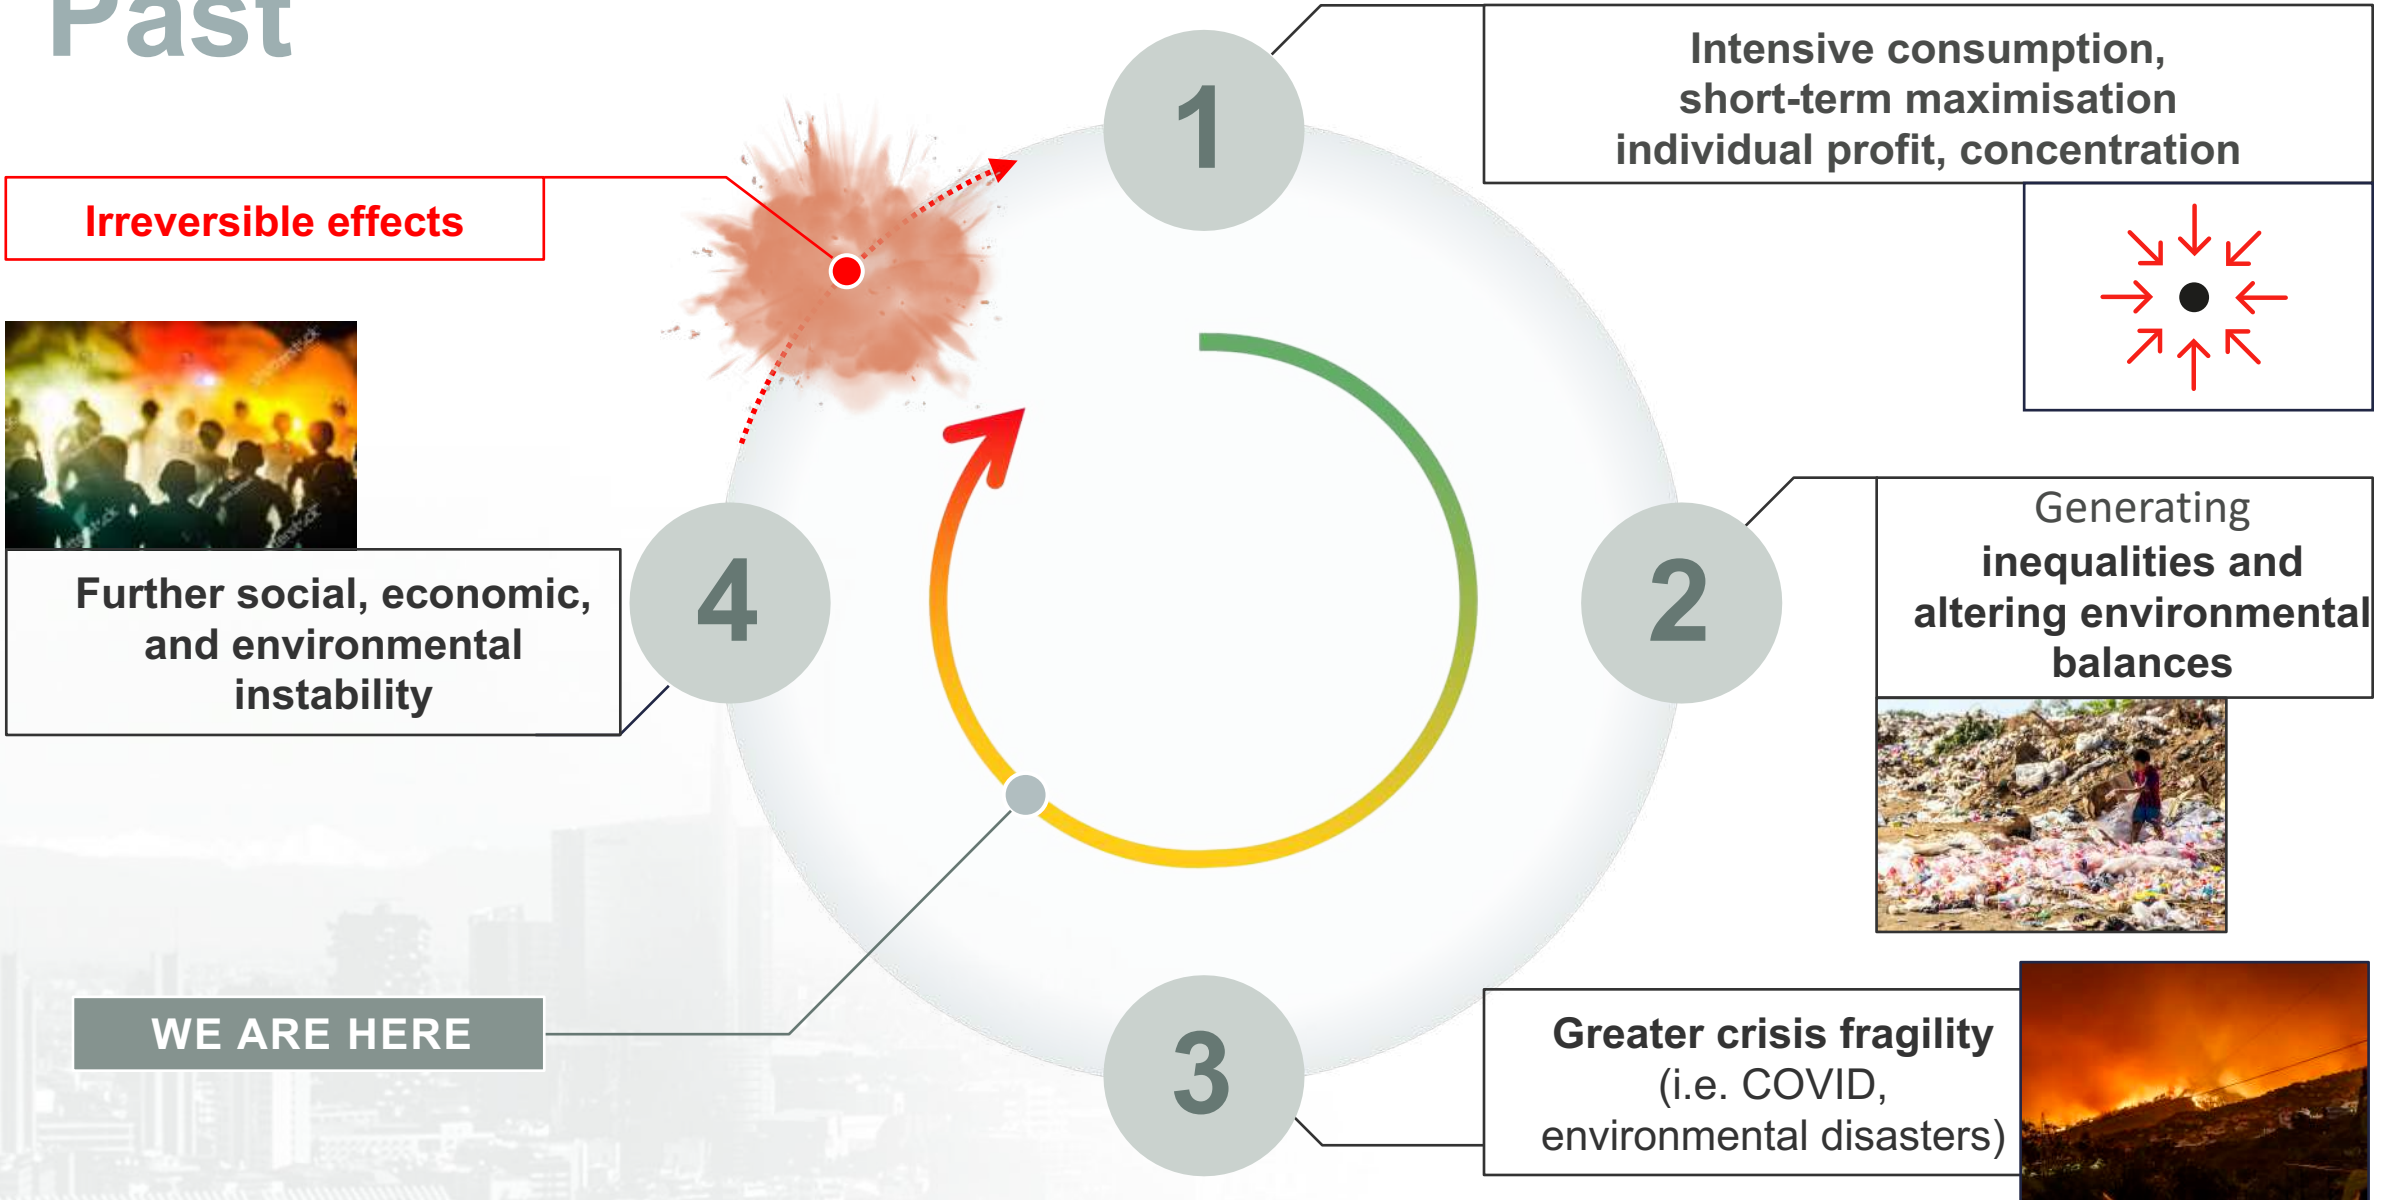 Past
1
Intensive consumption,
short-term maximisation
individual profit, concentration
Irreversible effects
2
Generating
inequalities and
altering environmental
balances
4
Further social, economic,
and environmental
instability
WE ARE HERE
3
Greater crisis fragility
(i.e. COVID,
environmental disasters)